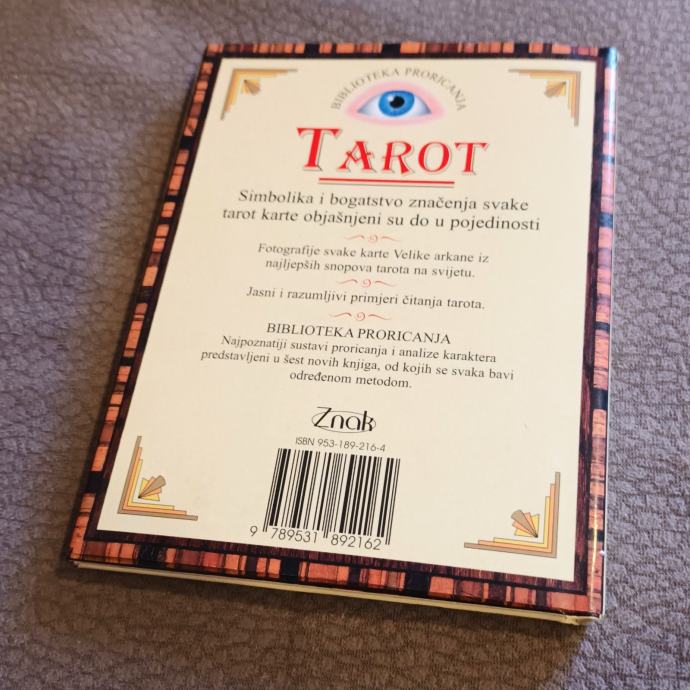 BIBLIOTEKA PRORICANJA
TAROT
Simbolika i bogatstvo značenja svake
tarot karte objašnjeni su do u pojedinosti
Fotografije svake karte Velike arkane iz
najljepših snopova tarota na svijetu.
Jasni i razumljivi primjeri čitanja tarota.
BIBLIOTEKA PRORICANJA
Najpoznatiji sustavi proricanja i analize karaktera
predstavljeni u šest novih knjiga, od kojih se svaka bavi
određenom metodom.
Znak
ISBN 953-189-216-4
9 789531 892162